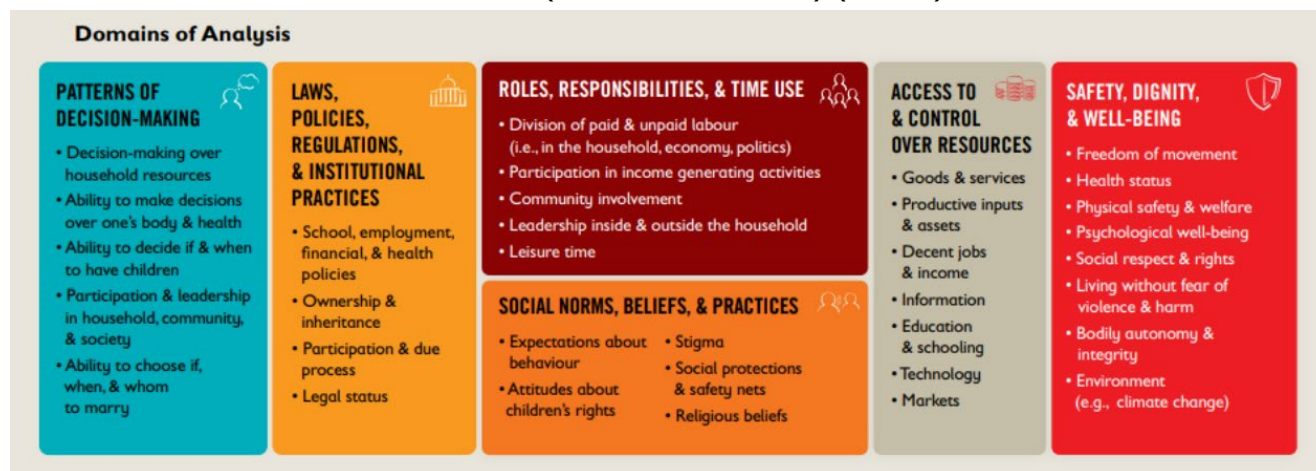 Domains of Analysis
PATTERNS OF
DECISION-MAKING
• Decision-making over
household resources
• Ability to make decisions
over one's body & health
• Ability to decide if & when
to have children
• Participation & leadership
in household, community,
& society
• Ability to choose if,
when, & whom
to marry
LAWS,
POLICIES,
REGULATIONS,
& INSTITUTIONAL
PRACTICES
• School, employment,
financial, & health
policies
• Ownership &
inheritance
• Participation & due
process
• Legal status
ROLES, RESPONSIBILITIES, & TIME USE
• Division of paid & unpaid labour
(i.e., in the household, economy, politics)
• Participation in income generating activities
• Community involvement
• Leadership inside & outside the household
• Leisure time
SOCIAL NORMS, BELIEFS, & PRACTICES
• Expectations about
behaviour
• Attitudes about
children's rights
• Stigma
• Social protections
& safety nets
• Religious beliefs
ACCESS TO
& CONTROL
OVER RESOURCES
• Goods & services
• Productive inputs
& assets
• Decent jobs
& income
• Information
• Education
& schooling
• Technology
• Markets
SAFETY, DIGNITY,
& WELL-BEING
• Freedom of movement
• Health status
• Physical safety & welfare
• Psychological well-being
• Social respect & rights
• Living without fear of
violence & harm
• Bodily autonomy &
integrity
• Environment
(e.g., climate change)